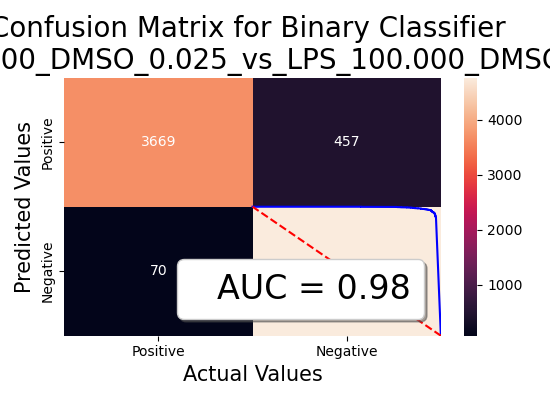 Confusion Matrix for Binary Classifier
00_DMSO_0.025_vs_LPS_100.000_DMSO
Predicted Values
Positive
Negative
3669
457
70
AUC = 0.98
Positive
Negative
Actual Values
4000
3000
2000
1000